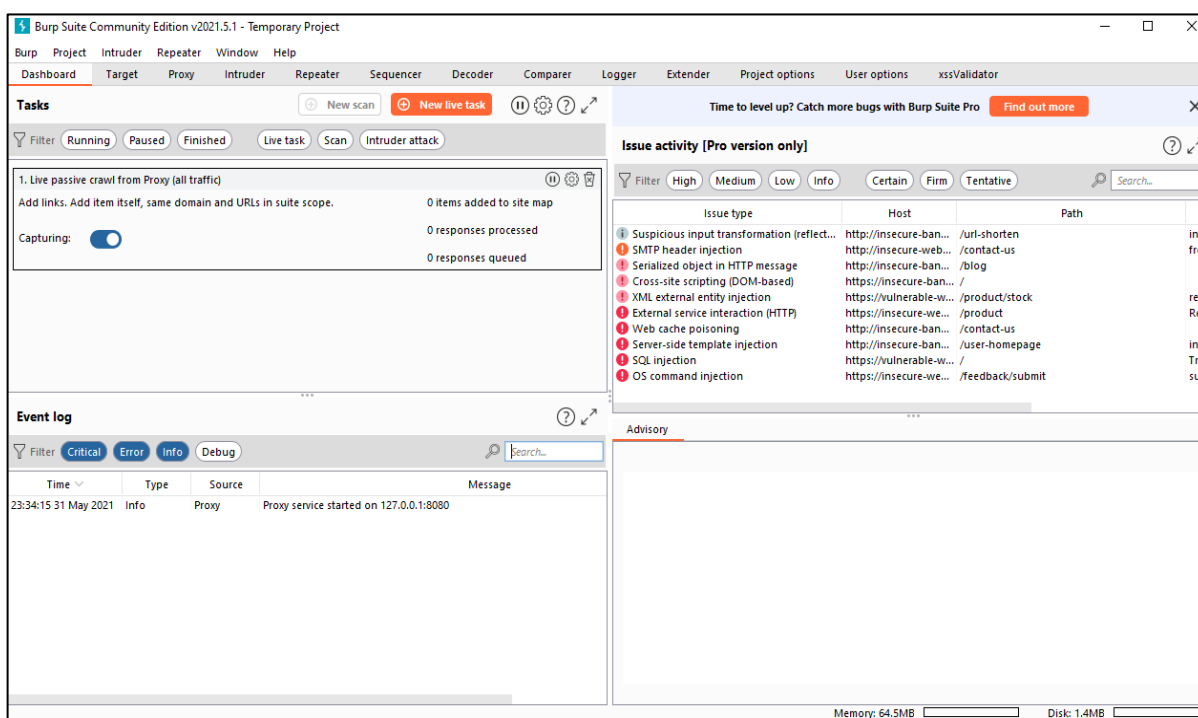 Burp Suite Community Edition v2021.5.1 - Temporary Project
Burp Project Intruder Repeater Window Help
Dashboard Target Proxy Intruder Repeater Sequencer Decoder Comparer Logger Extender Project options User options xssValidator
Tasks
New scan
New live task
Filter Running Paused Finished Live task Scan Intruder attack
1. Live passive crawl from Proxy (all traffic)
Add links. Add item itself, same domain and URLs in suite scope.
0 items added to site map
Capturing:
0 responses processed
0 responses queued
Event log
Filter Critical Error Info Debug
Search...
Time Type Source Message
23:34:15 31 May 2021 Info Proxy Proxy service started on 127.0.0.1:8080
Time to level up? Catch more bugs with Burp Suite Pro
Find out more
Issue activity [Pro version only]
Filter High Medium Low Info Certain Firm Tentative
Search...
Issue type Host Path
Suspicious input transformation (reflect... http://insecure-ban... /url-shorten in
SMTP header injection http://insecure-web... /contact-us fr
Serialized object in HTTP message http://insecure-ban... /blog
Cross-site scripting (DOM-based) https://insecure-ban... /
XML external entity injection https://vulnerable-w... /product/stock re
External service interaction (HTTP) https://insecure-we... /product Re
Web cache poisoning http://insecure-ban... /contact-us
Server-side template injection http://insecure-ban... /user-homepage in
SQL injection https://vulnerable-w... / Tr
OS command injection https://insecure-we... /feedback/submit su
Advisory
Memory: 64.5MB
Disk: 1.4MB